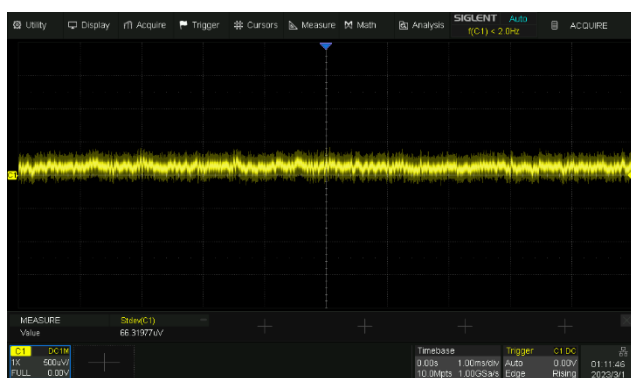 Utility Display Acquire Trigger Cursors Measure Math Analysis SIGLENT Auto ACQUIRE
f(C1) < 2.0Hz
C1
MEASURE Stdev(C1)
Value 66.31977uV
C1 DC1M Timebase Trigger C1 DC
1X 500uV/ 0.00s 1.00ms/div Auto 0.00V 01:11:46
FULL 0.00V 10.0Mpts 1.00GSa/s Edge Rising 2023/3/1